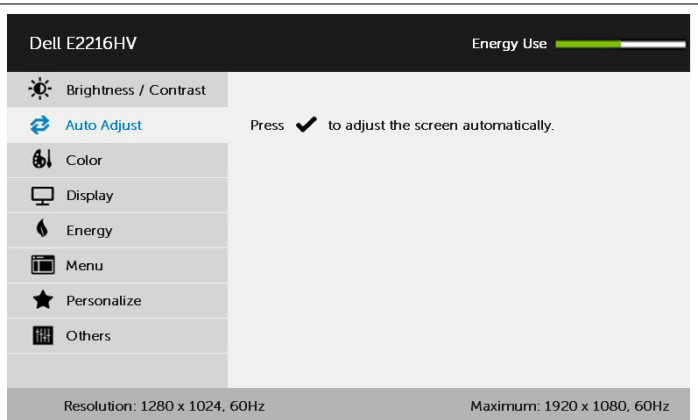 Dell E2216HV
Energy Use
Brightness / Contrast
Auto Adjust
Press ✔ to adjust the screen automatically.
Color
Display
Energy
Menu
Personalize
Others
Resolution: 1280 x 1024, 60Hz
Maximum: 1920 x 1080, 60Hz